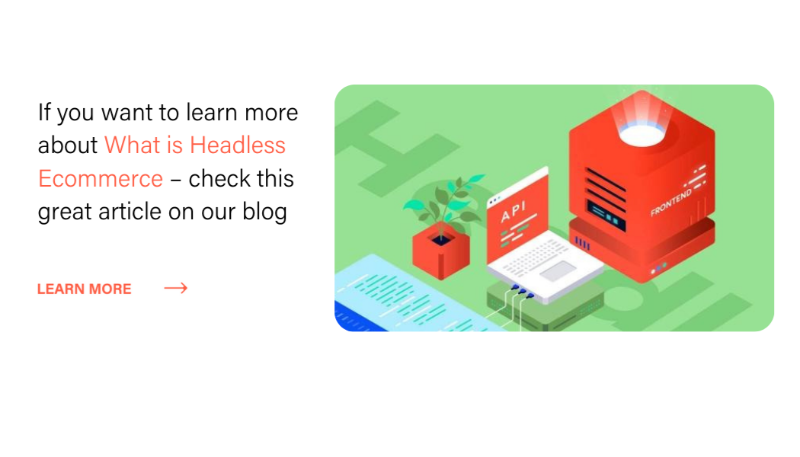 If you want to learn more
about What is Headless
Ecommerce – check this
great article on our blog
LEARN MORE
API
FRONTEND